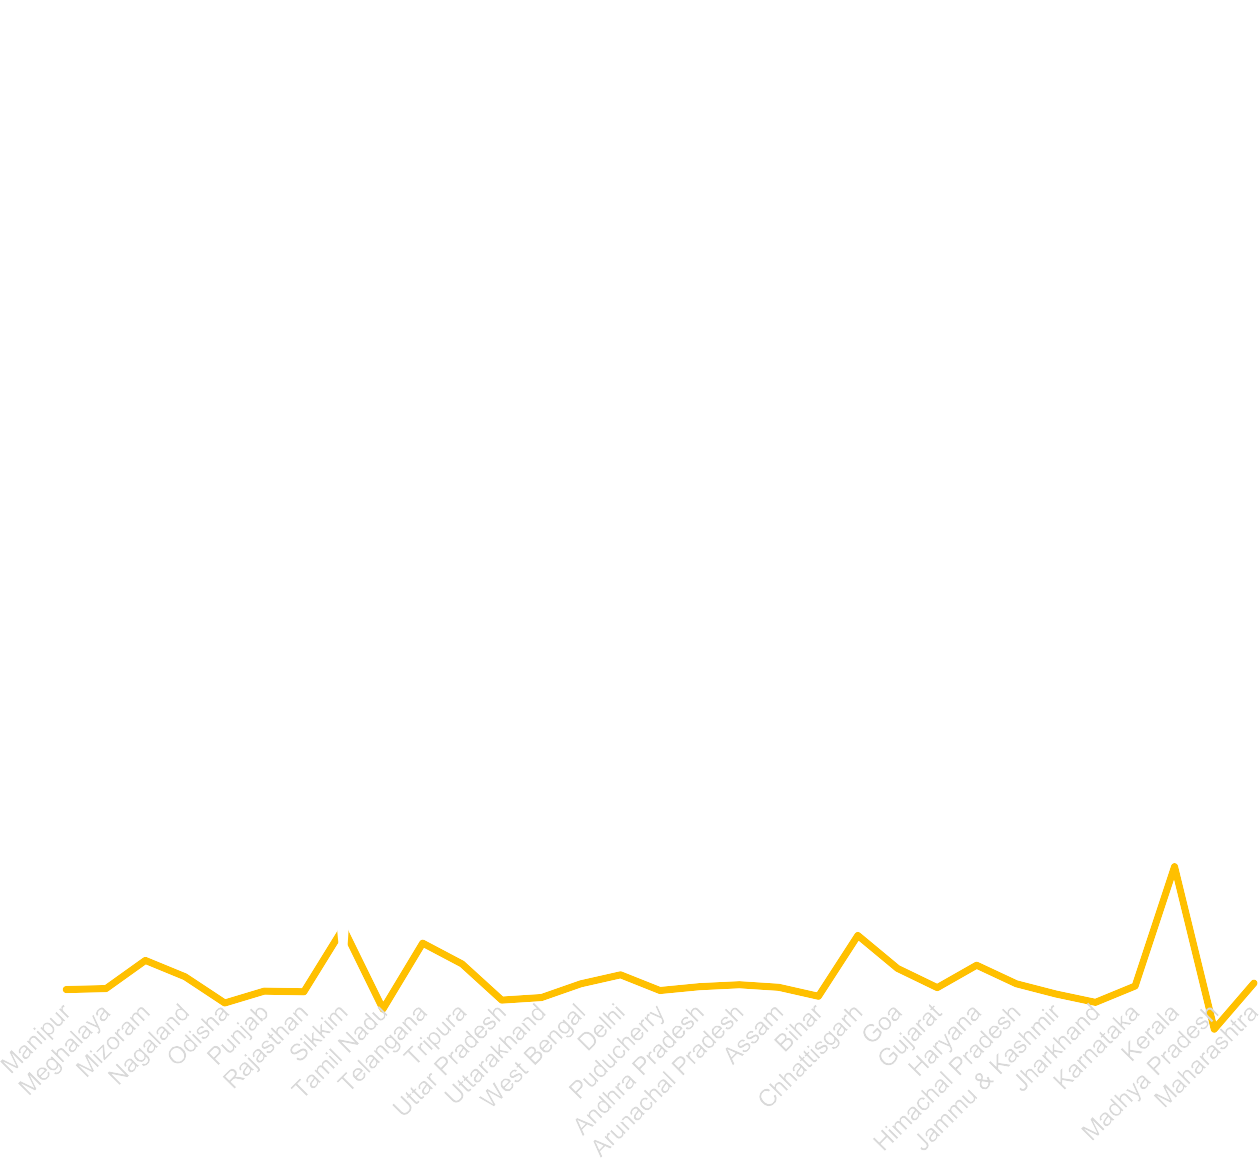 Manipur
Meghalaya
Mizoram
Nagaland
Odisha
Punjab
Rajasthan
Sikkim
Tamil Nadu
Telangana
Tripura
Uttar Pradesh
Uttarakhand
West Bengal
Delhi
Puducherry
Andhra Pradesh
Arunachal Pradesh
Assam
Bihar
Chhattisgarh
Goa
Gujarat
Haryana
Himachal Pradesh
Jammu & Kashmir
Jharkhand
Karnataka
Kerala
Madhya Pradesh
Maharashtra